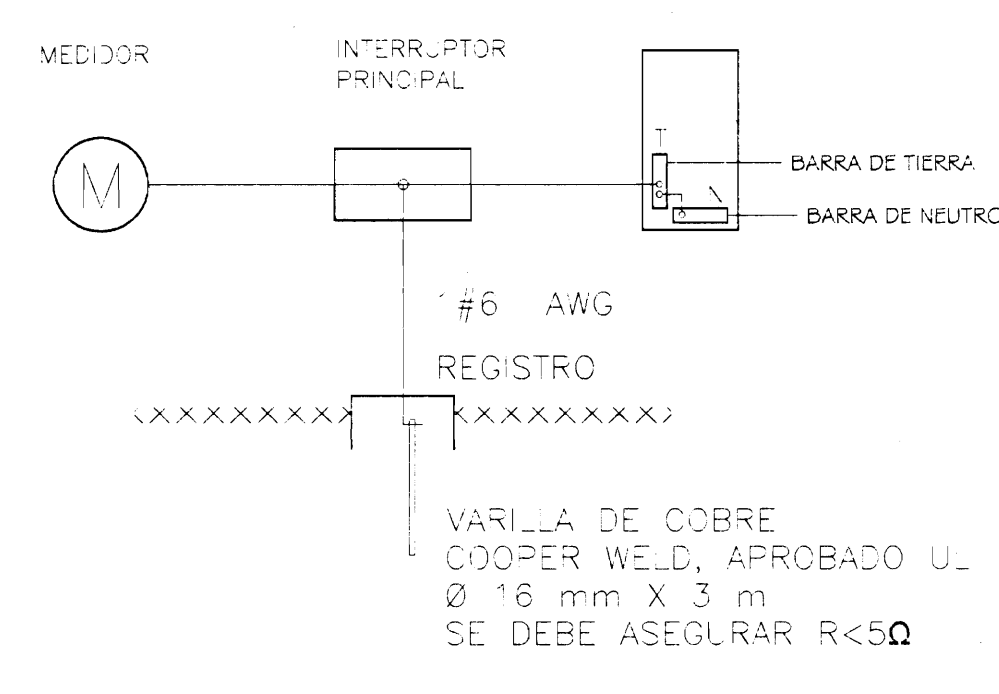 MEDIDOR
INTERRUPTOR
PRINCIPAL
M
T
BARRA DE TIERRA
BARRA DE NEUTRO
1#6 AWG
REGISTRO
VARILLA DE COBRE
COOPER WELD, APROBADO UL
Ø 16 mm X 3 m
SE DEBE ASEGURAR R<5Ω